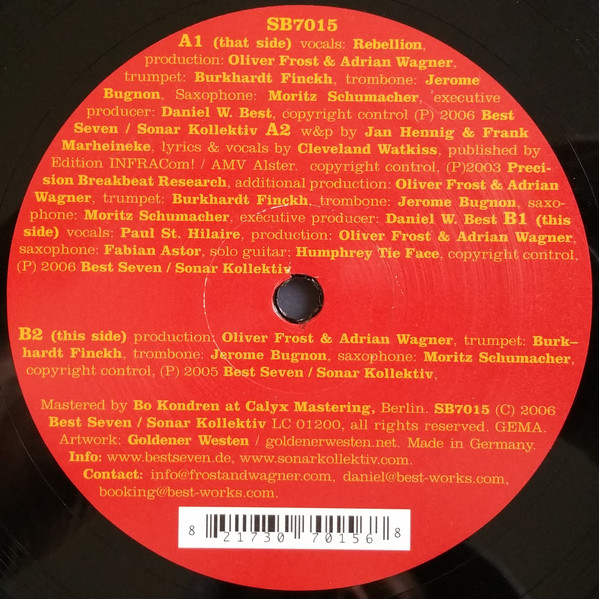 SB7015
A1 (that side) vocals: Rebellion,
production: Oliver Frost & Adrian Wagner,
trumpet: Burkhardt Finckh, trombone: Jerome
Bugnon, Saxophone: Moritz Schumacher, executive
producer: Daniel W. Best, copyright control (P) 2006 Best
Seven / Sonar Kollektiv A2 w&p by Jan Hennig & Frank
Marheineke, lyrics & vocals by Cleveland Watkiss, published by
Edition INFRACom! / AMV Alster. copyright control, (P)2003 Preci-
sion Breakbeat Research, additional production: Oliver Frost & Adrian
Wagner, trumpet: Burkhardt Finckh, trombone: Jerome Bugnon, saxo-
phone: Moritz Schumacher, executive producer: Daniel W. Best B1 (this
side) vocals: Paul St. Hilaire, production: Oliver Frost & Adrian Wagner,
saxophone: Fabian Astor, solo guitar: Humphrey Tie Face, copyright control,
(P) 2006 Best Seven / Sonar Kollektiv
B2 (this side) production: Oliver Frost & Adrian Wagner, trumpet: Burk-
hardt Finckh, trombone: Jerome Bugnon, saxophone: Moritz Schumacher,
copyright control, (P) 2005 Best Seven / Sonar Kollektiv,
Mastered by Bo Kondren at Calyx Mastering, Berlin. SB7015 (C) 2006
Best Seven / Sonar Kollektiv LC 01200, all rights reserved. GEMA.
Artwork: Goldener Westen / goldenerwesten.net. Made in Germany.
Info: www.bestseven.de, www.sonarkollektiv.com.
Contact: info@frostandwagner.com, daniel@best-works.com,
booking@best-works.com.
8 21730 70156 8